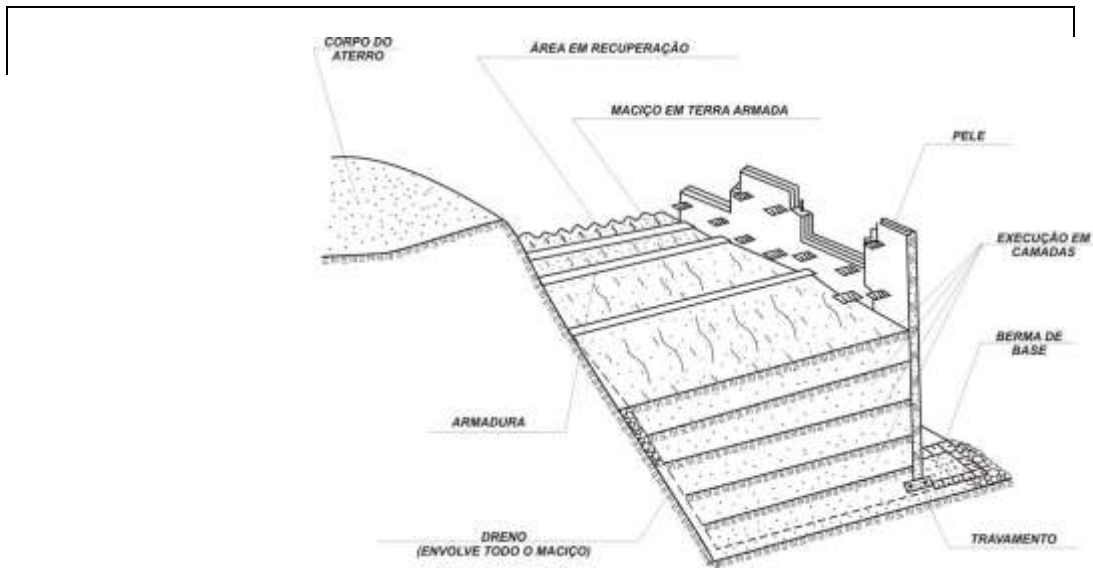 CORPO DO
ATERRO
ÁREA EM RECUPERAÇÃO
MACIÇO EM TERRA ARMADA
PELE
EXECUÇÃO EM
CAMADAS
BERMA DE
BASE
ARMADURA
DRENO
(ENVOLVE TODO O MACIÇO)
TRAVAMENTO